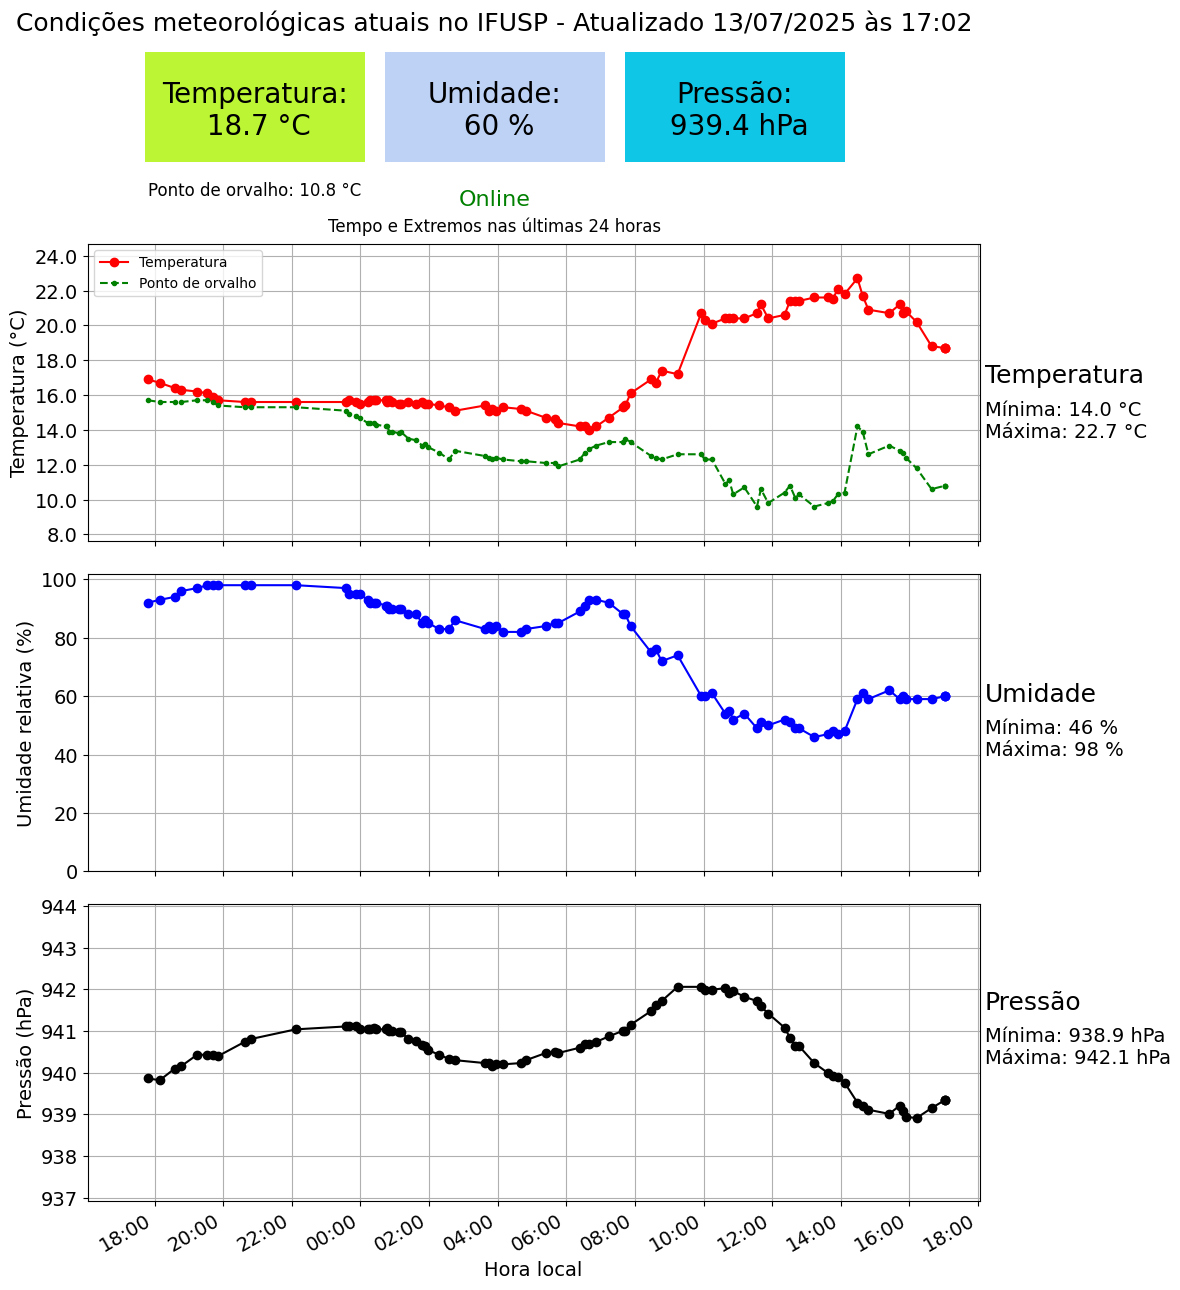 Condições meteorológicas atuais no IFUSP - Atualizado 13/07/2025 às 17:02
Temperatura:
18.7 °C
Umidade:
60 %
Pressão:
939.4 hPa
Ponto de orvalho: 10.8 °C
Online
Tempo e Extremos nas últimas 24 horas
Temperatura (°C)
24.0
22.0
20.0
18.0
16.0
14.0
12.0
10.0
8.0
Temperatura
Ponto de orvalho
Temperatura
Mínima: 14.0 °C
Máxima: 22.7 °C
Umidade relativa (%)
100
80
60
40
20
0
Umidade
Mínima: 46 %
Máxima: 98 %
Pressão (hPa)
944
943
942
941
940
939
938
937
Pressão
Mínima: 938.9 hPa
Máxima: 942.1 hPa
18:00
20:00
22:00
00:00
02:00
04:00
06:00
08:00
10:00
12:00
14:00
16:00
18:00
Hora local